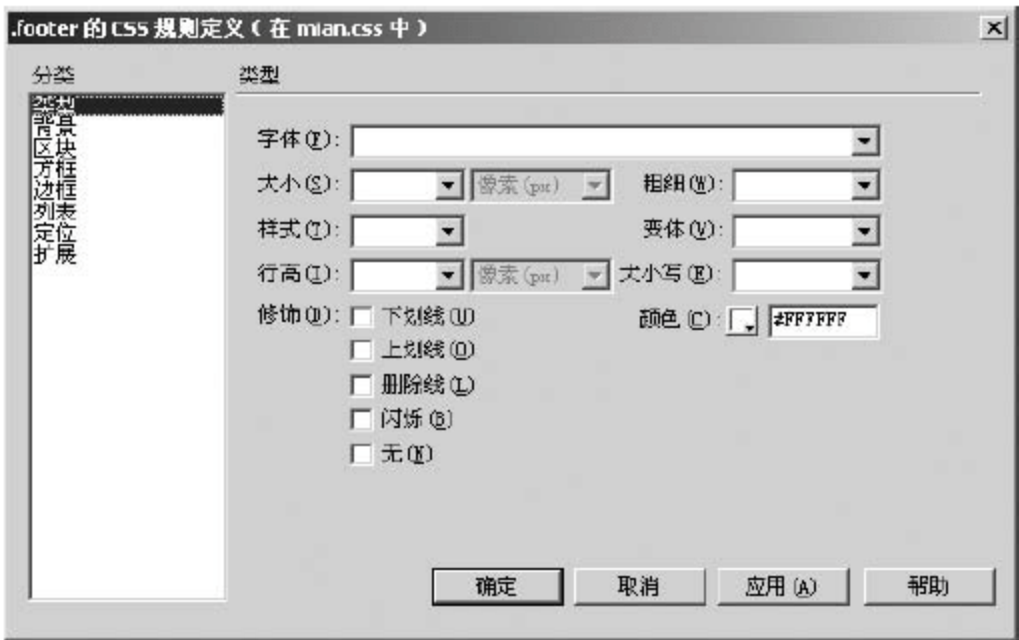 .footer 的 CSS 规则定义（在 mian.css 中）
分类
类型
类型
背景
区块
方框
边框
列表
定位
扩展
字体(F):
大小(S): 像素(px) 粗细(W):
样式(T): 变体(V):
行高(I): 像素(px) 大小写(R):
修饰(D): 下划线(U) 颜色(C): #FFFFFF
上划线(O)
删除线(L)
闪烁(B)
无(N)
确定 取消 应用(A) 帮助